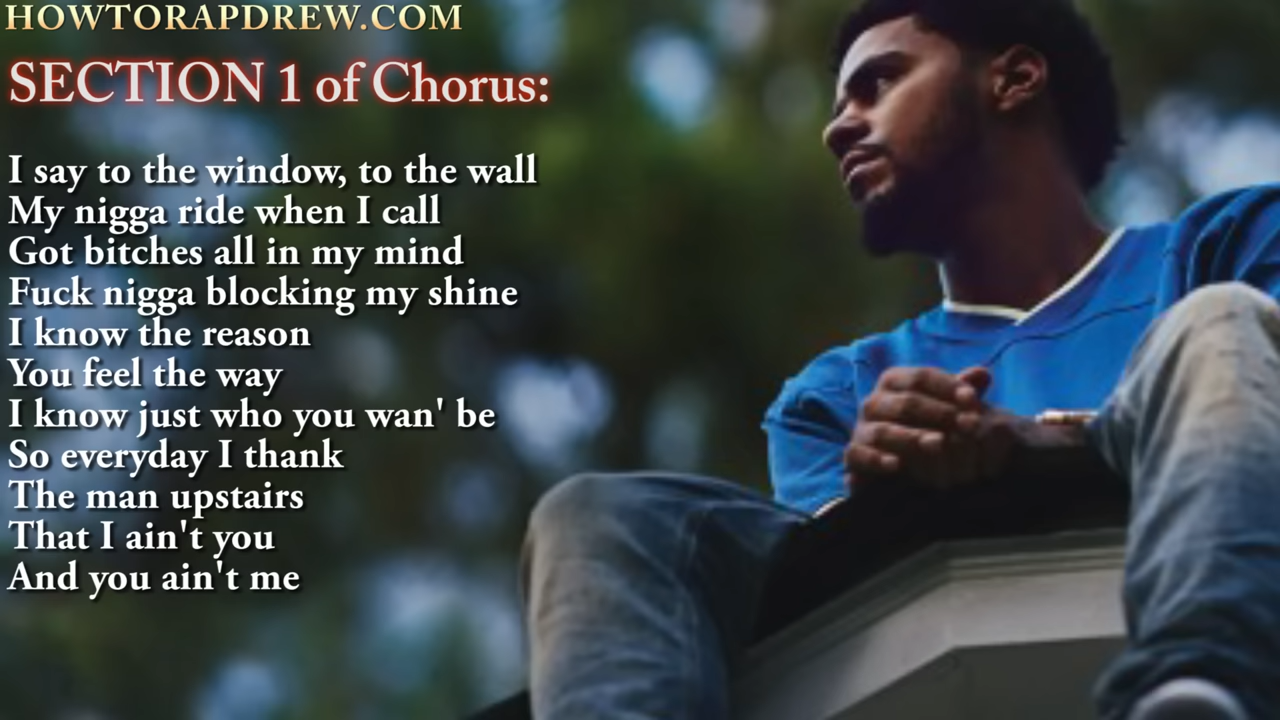 HOWTORAPDREW.COM
SECTION 1 of Chorus:
I say to the window, to the wall
My nigga ride when I call
Got bitches all in my mind
Fuck nigga blocking my shine
I know the reason
You feel the way
I know just who you wan' be
So everyday I thank
The man upstairs
That I ain't you
And you ain't me